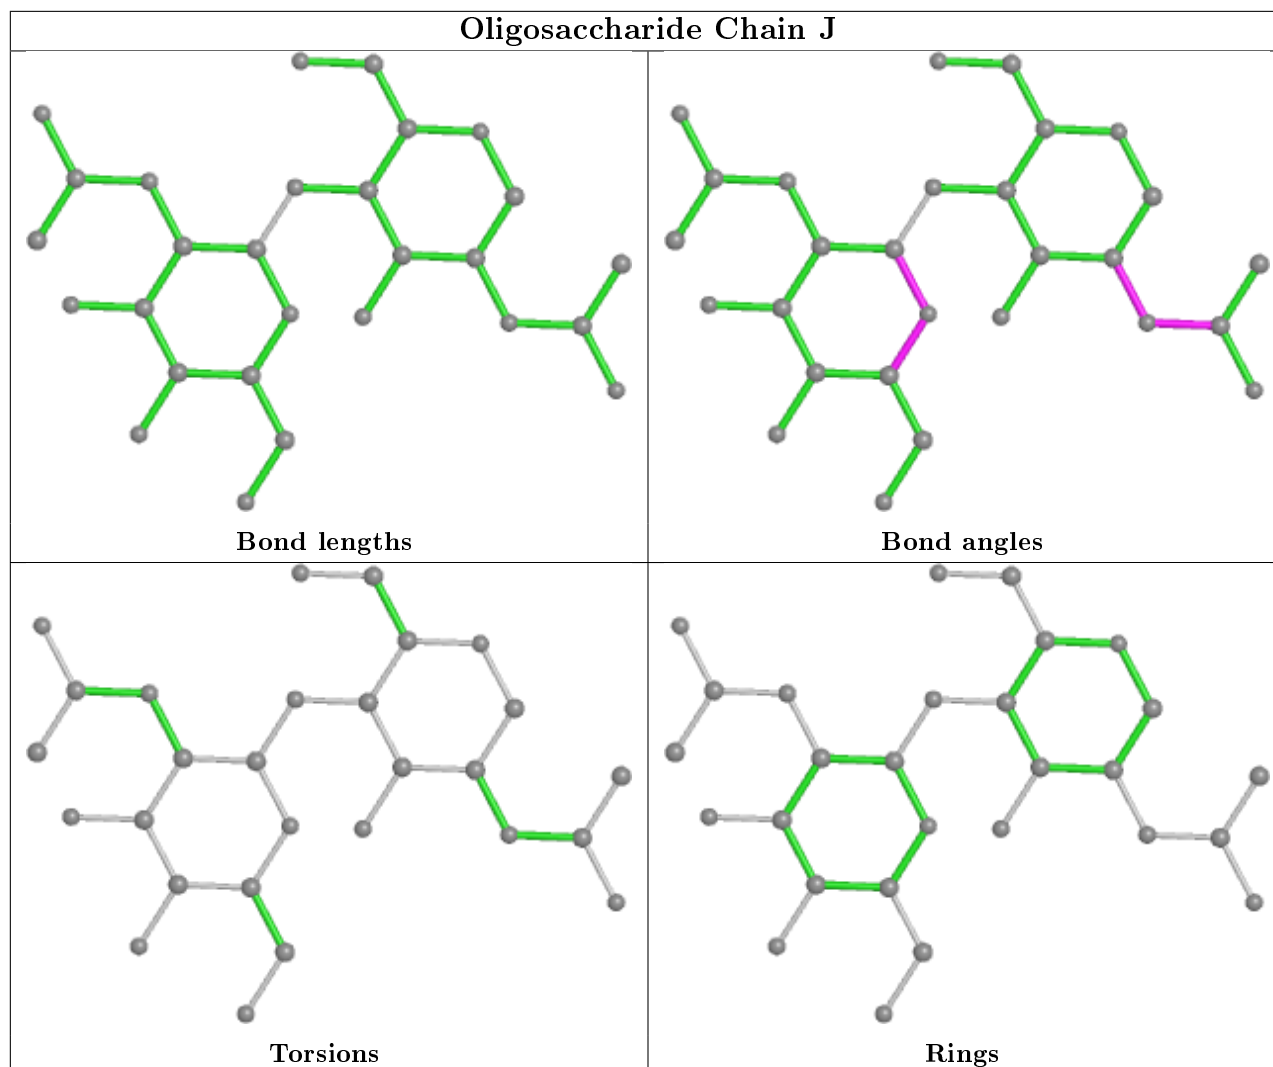 Oligosaccharide Chain J
Bond lengths
Bond angles
Torsions
Rings